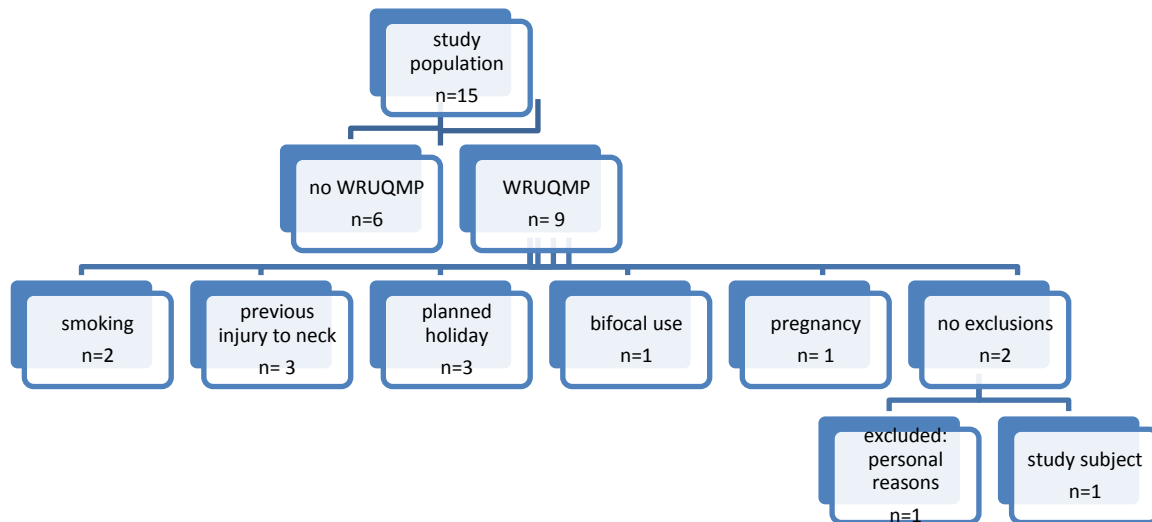 study
population
n=15
no WRUQMP
n=6
WRUQMP
n= 9
smoking
n=2
previous
injury to neck
n= 3
planned
holiday
n=3
bifocal use
n=1
pregnancy
n= 1
no exclusions
n=2
excluded:
personal
reasons
n=1
study subject
n=1